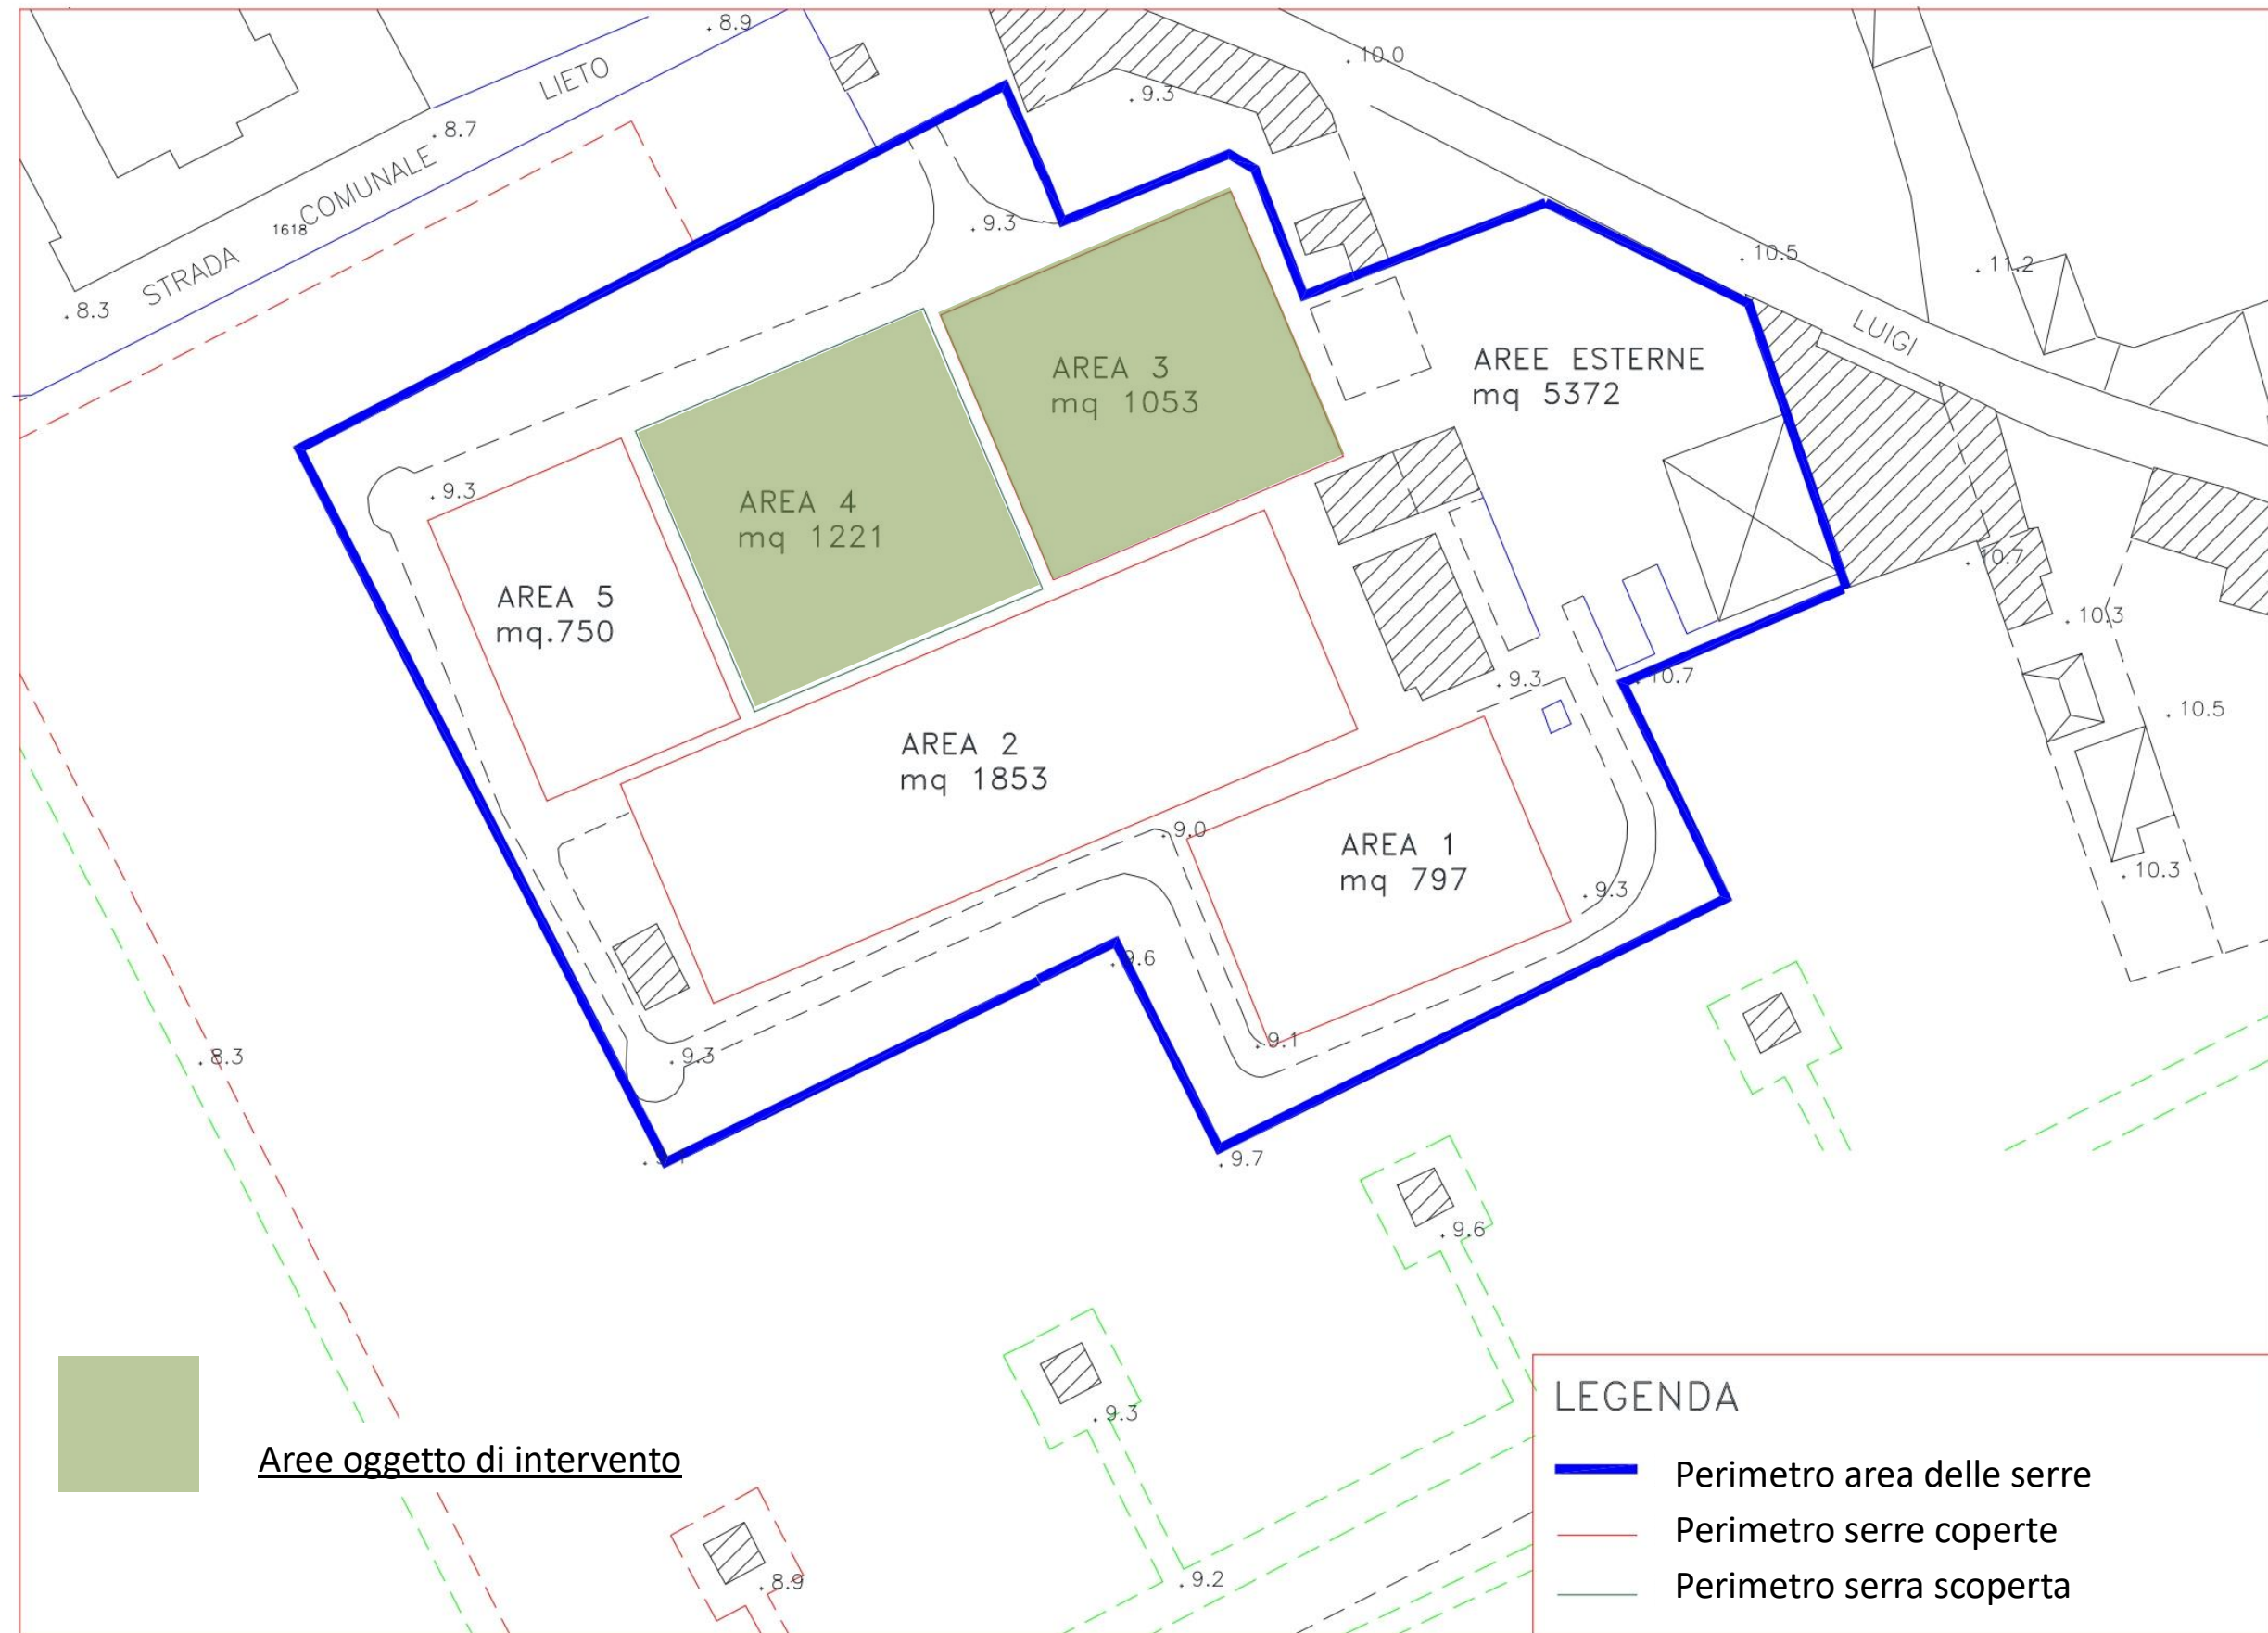 . 8.9
LIETO
. 10.0
. 9.3
. 8.7
COMUNALE
1618
STRADA
. 8.3
. 9.3
. 10.5
. 11.2
LUIGI
AREA 3
mq 1053
AREE ESTERNE
mq 5372
. 9.3
AREA 4
mq 1221
AREA 5
mq.750
. 10.7
. 10.3
. 9.3
. 10.7
. 10.5
AREA 2
mq 1853
. 9.0
AREA 1
mq 797
. 9.3
. 10.3
. 9.6
. 9.1
. 9.3
. 8.3
. 9.7
. 9.6
. 9.3
Aree oggetto di intervento
. 8.9
. 9.2
LEGENDA
Perimetro area delle serre
Perimetro serre coperte
Perimetro serra scoperta